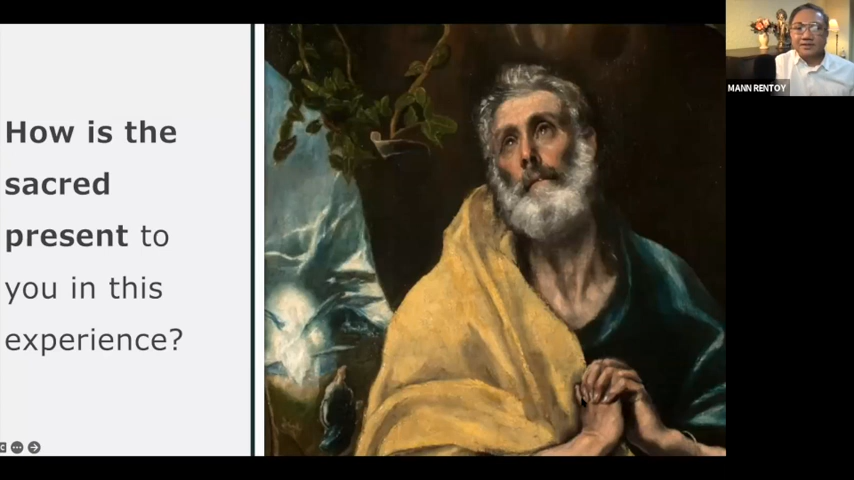 How is the
sacred
present to
you in this
experience?
MANN RENTOY